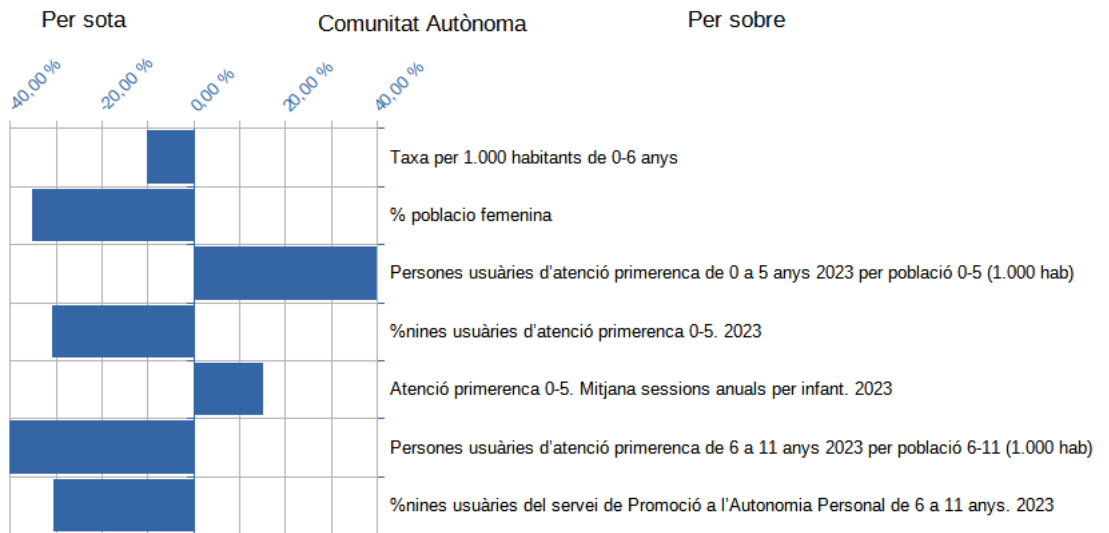 Per sota
Comunitat Autònoma
Per sobre
-40,00 %
-20,00 %
0,00 %
20,00 %
40,00 %
Taxa per 1.000 habitants de 0-6 anys
% poblacio femenina
Persones usuàries d’atenció primerenca de 0 a 5 anys 2023 per població 0-5 (1.000 hab)
%nines usuàries d’atenció primerenca 0-5. 2023
Atenció primerenca 0-5. Mitjana sessions anuals per infant. 2023
Persones usuàries d’atenció primerenca de 6 a 11 anys 2023 per població 6-11 (1.000 hab)
%nines usuàries del servei de Promoció a l’Autonomia Personal de 6 a 11 anys. 2023